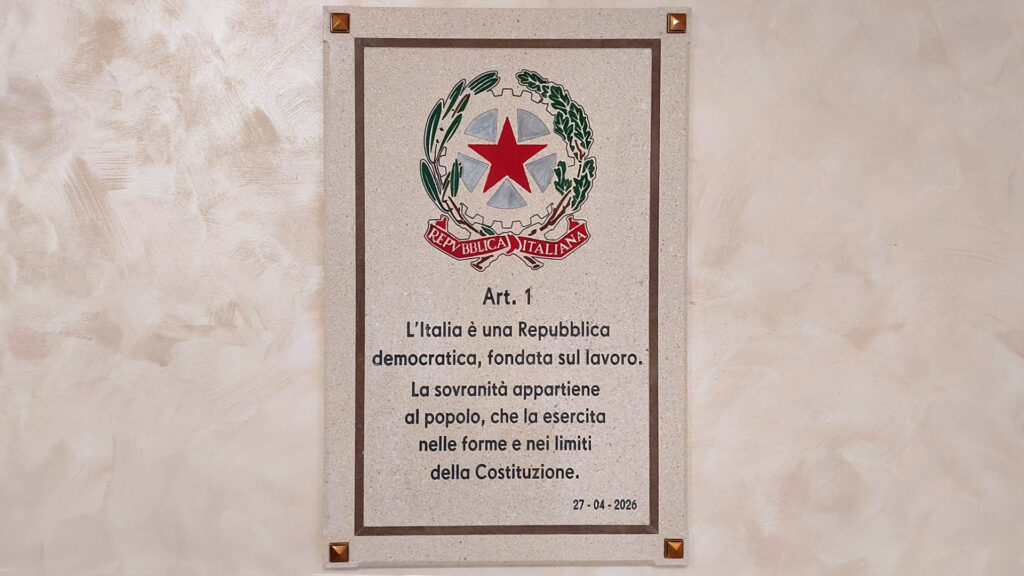 REPVBBLICA ITALIANA
Art. 1
L'Italia è una Repubblica
democratica, fondata sul lavoro.
La sovranità appartiene
al popolo, che la esercita
nelle forme e nei limiti
della Costituzione.
27 - 04 - 2026